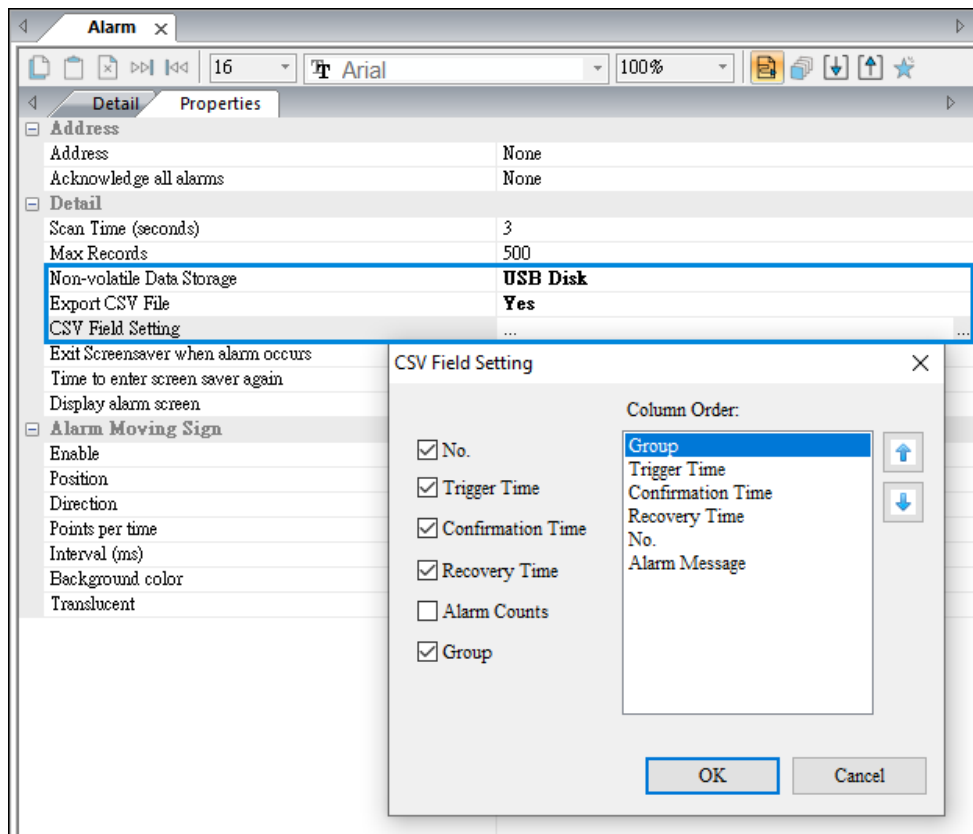 Alarm
16
Arial
100%
Detail
Properties
Address
Address None
Acknowledge all alarms None
Detail
Scan Time (seconds) 3
Max Records 500
Non-volatile Data Storage USB Disk
Export CSV File Yes
CSV Field Setting ... ...
Exit Screensaver when alarm occurs
Time to enter screen saver again
Display alarm screen
Alarm Moving Sign
Enable
Position
Direction
Points per time
Interval (ms)
Background color
Translucent
CSV Field Setting
No.
Trigger Time
Confirmation Time
Recovery Time
Alarm Counts
Group
Column Order:
Group
Trigger Time
Confirmation Time
Recovery Time
No.
Alarm Message
OK
Cancel